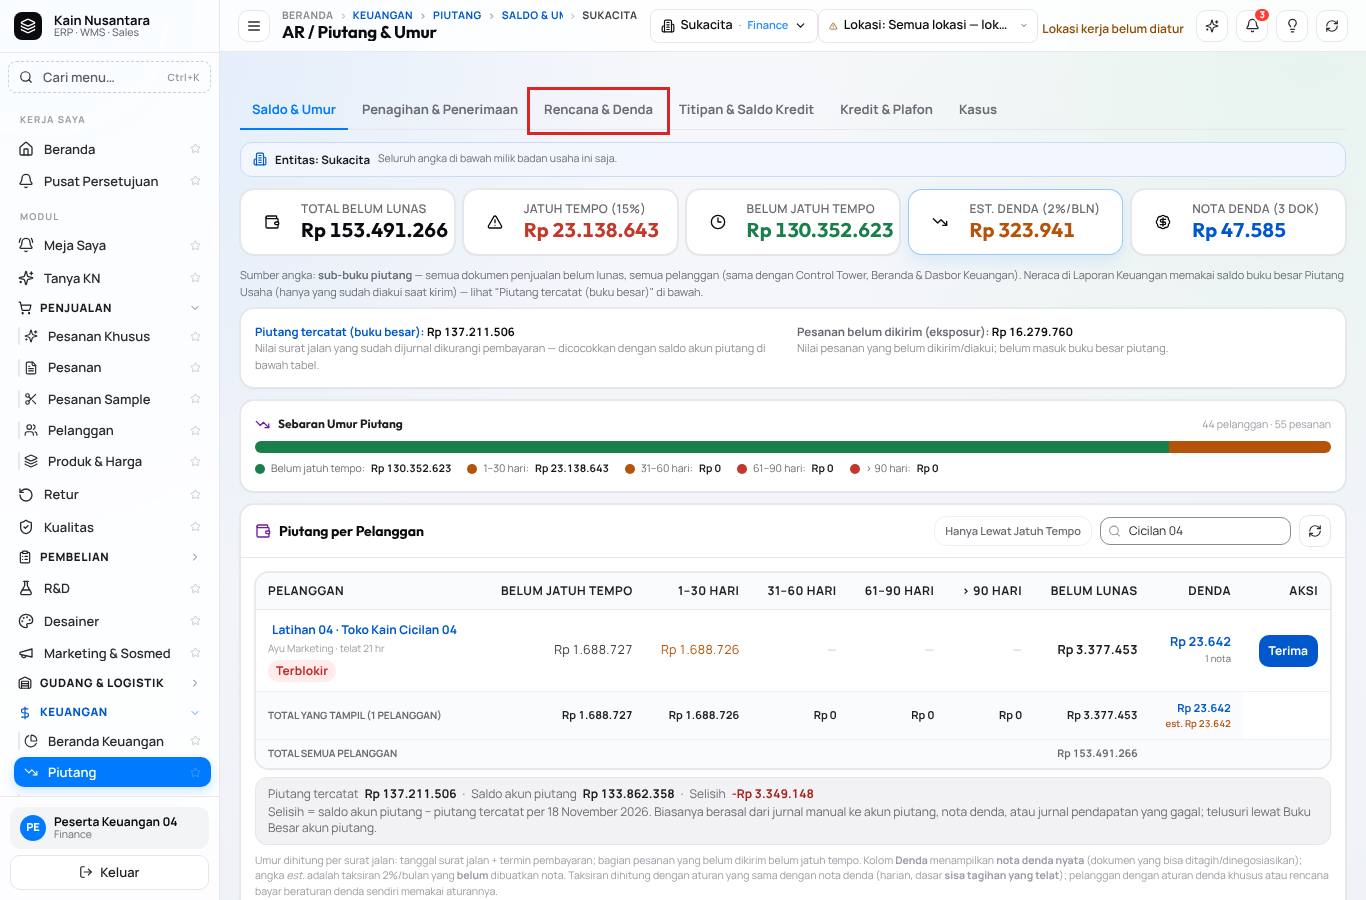 Kain Nusantara
ERP · WMS · Sales
Cari menu... Ctrl+K
KERJA SAYA
Beranda
Pusat Persetujuan
MODUL
Meja Saya
Tanya KN
PENJUALAN
Pesanan Khusus
Pesanan
Pesanan Sample
Pelanggan
Produk & Harga
Retur
Kualitas
PEMBELIAN
R&D
Desainer
Marketing & Sosmed
GUDANG & LOGISTIK
KEUANGAN
Beranda Keuangan
Piutang
PE Peserta Keuangan 04
Finance
Keluar
BERANDA › KEUANGAN › PIUTANG › SALDO & UM › SUKACITA
AR / Piutang & Umur
Sukacita · Finance
Lokasi: Semua lokasi — lok...
Lokasi kerja belum diatur
3
Saldo & Umur Penagihan & Penerimaan Rencana & Denda Titipan & Saldo Kredit Kredit & Plafon Kasus
Entitas: Sukacita Seluruh angka di bawah milik badan usaha ini saja.
TOTAL BELUM LUNAS
Rp 153.491.266
JATUH TEMPO (15%)
Rp 23.138.643
BELUM JATUH TEMPO
Rp 130.352.623
EST. DENDA (2%/BLN)
Rp 323.941
NOTA DENDA (3 DOK)
Rp 47.585
Sumber angka: sub-buku piutang — semua dokumen penjualan belum lunas, semua pelanggan (sama dengan Control Tower, Beranda & Dasbor Keuangan). Neraca di Laporan Keuangan memakai saldo buku besar Piutang
Usaha (hanya yang sudah diakui saat kirim) — lihat "Piutang tercatat (buku besar)" di bawah.
Piutang tercatat (buku besar): Rp 137.211.506
Nilai surat jalan yang sudah dijurnal dikurangi pembayaran — dicocokkan dengan saldo akun piutang di
bawah tabel.
Pesanan belum dikirim (eksposur): Rp 16.279.760
Nilai pesanan yang belum dikirim/diakui; belum masuk buku besar piutang.
Sebaran Umur Piutang 44 pelanggan · 55 pesanan
Belum jatuh tempo: Rp 130.352.623 1–30 hari: Rp 23.138.643 31–60 hari: Rp 0 61–90 hari: Rp 0 > 90 hari: Rp 0
Piutang per Pelanggan Hanya Lewat Jatuh Tempo Cicilan 04
PELANGGAN BELUM JATUH TEMPO 1–30 HARI 31–60 HARI 61–90 HARI > 90 HARI BELUM LUNAS DENDA AKSI
Latihan 04 · Toko Kain Cicilan 04
Ayu Marketing · telat 21 hr
Terblokir
Rp 1.688.727 Rp 1.688.726 — — — Rp 3.377.453 Rp 23.642
1 nota
Terima
TOTAL YANG TAMPIL (1 PELANGGAN) Rp 1.688.727 Rp 1.688.726 Rp 0 Rp 0 Rp 0 Rp 3.377.453 Rp 23.642
est. Rp 23.642
TOTAL SEMUA PELANGGAN Rp 153.491.266
Piutang tercatat Rp 137.211.506 · Saldo akun piutang Rp 133.862.358 · Selisih -Rp 3.349.148
Selisih = saldo akun piutang − piutang tercatat per 18 November 2026. Biasanya berasal dari jurnal manual ke akun piutang, nota denda, atau jurnal pendapatan yang gagal; telusuri lewat Buku
Besar akun piutang.
Umur dihitung per surat jalan: tanggal surat jalan + termin pembayaran; bagian pesanan yang belum dikirim belum jatuh tempo. Kolom Denda menampilkan nota denda nyata (dokumen yang bisa ditagih/dinegosiasikan);
angka est. adalah taksiran 2%/bulan yang belum dibuatkan nota. Taksiran dihitung dengan aturan yang sama dengan nota denda (harian, dasar sisa tagihan yang telat); pelanggan dengan aturan denda khusus atau rencana
bayar beraturan denda sendiri memakai aturannya.